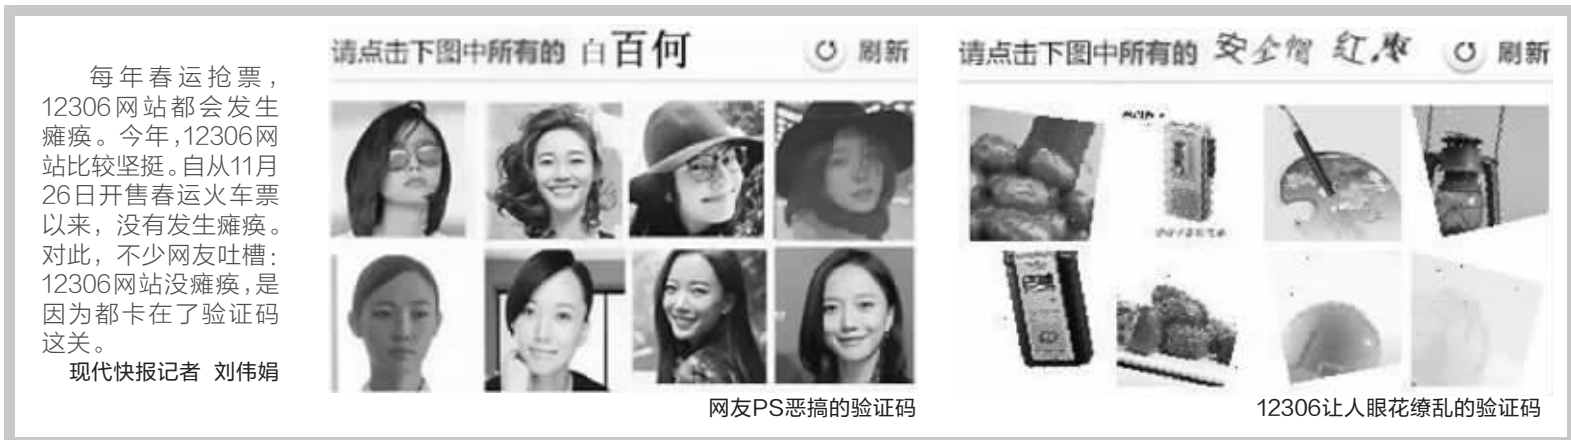 每年春运抢票，
12306网站都会发生
瘫痪。今年，12306网
站比较坚挺。自从11月
26日开售春运火车票
以来，没有发生瘫痪。
对此，不少网友吐槽：
12306网站没瘫痪，是
因为都卡在了验证码
这关。
现代快报记者 刘伟娟
请点击下图中所有的 白百何 刷新
网友PS恶搞的验证码
请点击下图中所有的 安全帽 红枣 刷新
12306让人眼花缭乱的验证码